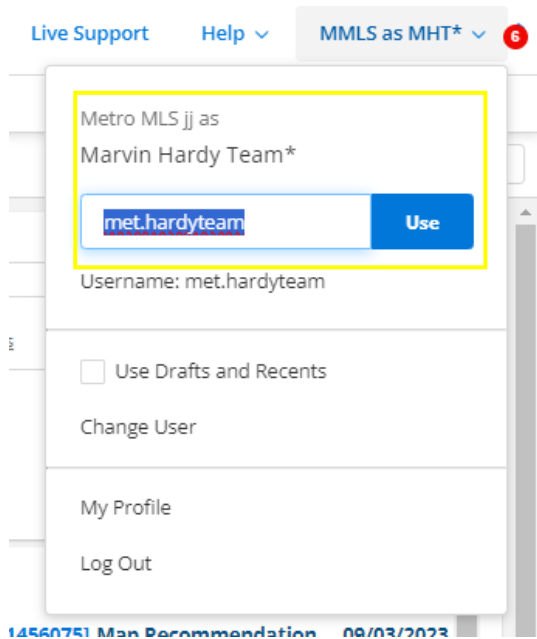 Live Support Help MMLS as MHT* 6
Metro MLS jj as
Marvin Hardy Team*
met.hardyteam Use
Username: met.hardyteam
Use Drafts and Recents
Change User
My Profile
Log Out
1456075] Map Recommendation 09/03/2023